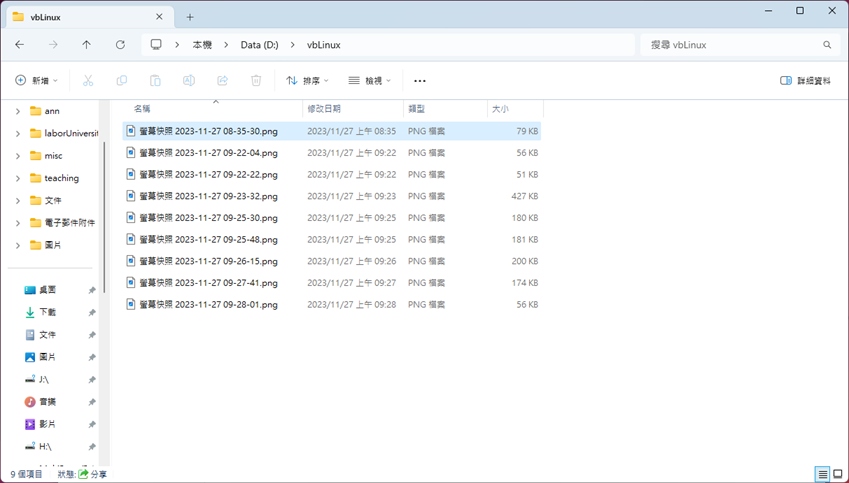 vbLinux
本機 > Data (D:) > vbLinux
搜尋 vbLinux
新增 排序 檢視 ... 詳細資料
名稱 修改日期 類型 大小
ann
laborUniversit
misc
teaching
文件
電子郵件附件
圖片
桌面
下載
文件
圖片
J:\
音樂
影片
H:\
螢幕快照 2023-11-27 08-35-30.png 2023/11/27 上午 08:35 PNG 檔案 79 KB
螢幕快照 2023-11-27 09-22-04.png 2023/11/27 上午 09:22 PNG 檔案 56 KB
螢幕快照 2023-11-27 09-22-22.png 2023/11/27 上午 09:22 PNG 檔案 51 KB
螢幕快照 2023-11-27 09-23-32.png 2023/11/27 上午 09:23 PNG 檔案 427 KB
螢幕快照 2023-11-27 09-25-30.png 2023/11/27 上午 09:25 PNG 檔案 180 KB
螢幕快照 2023-11-27 09-25-48.png 2023/11/27 上午 09:25 PNG 檔案 181 KB
螢幕快照 2023-11-27 09-26-15.png 2023/11/27 上午 09:26 PNG 檔案 200 KB
螢幕快照 2023-11-27 09-27-41.png 2023/11/27 上午 09:27 PNG 檔案 174 KB
螢幕快照 2023-11-27 09-28-01.png 2023/11/27 上午 09:28 PNG 檔案 56 KB
9 個項目 狀態: 分享